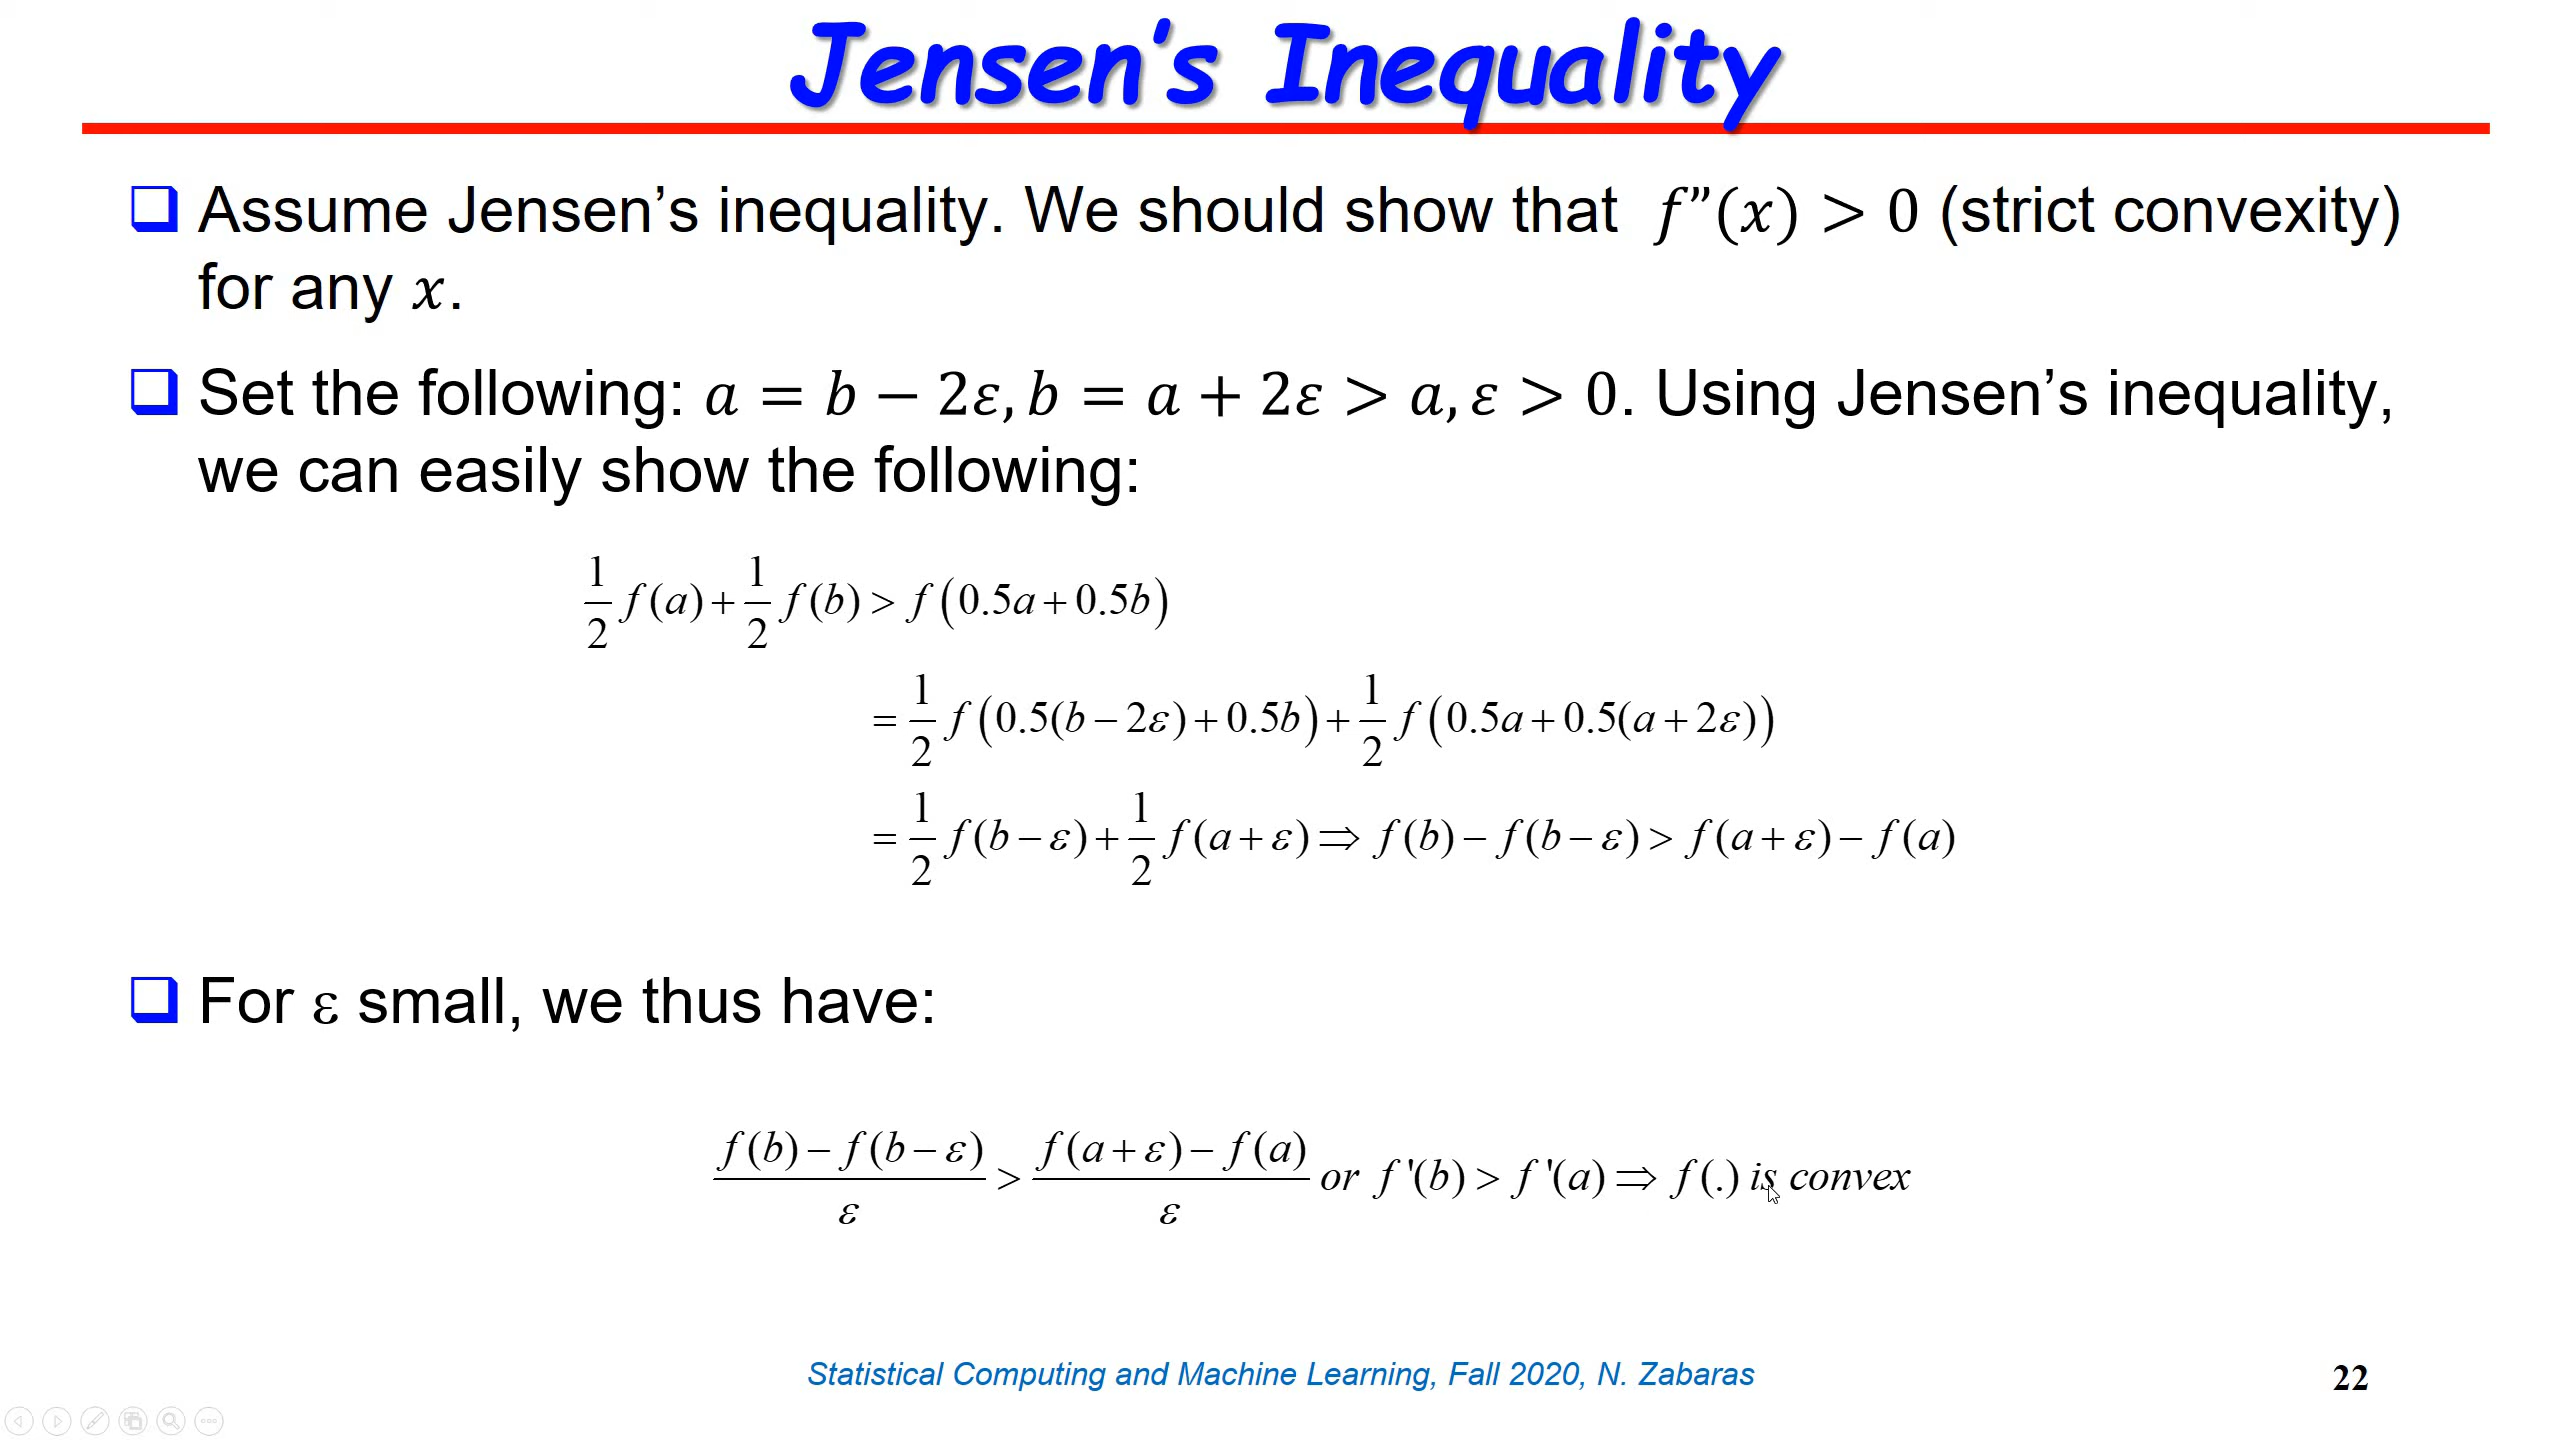 Jensen’s Inequality
Assume Jensen’s inequality. We should show that f”(x) > 0 (strict convexity)
for any x.
Set the following: a = b − 2ε, b = a + 2ε > a, ε > 0. Using Jensen’s inequality,
we can easily show the following:
1/2 f(a) + 1/2 f(b) > f(0.5a + 0.5b)
= 1/2 f(0.5(b − 2ε) + 0.5b) + 1/2 f(0.5a + 0.5(a + 2ε))
= 1/2 f(b − ε) + 1/2 f(a + ε) ⇒ f(b) − f(b − ε) > f(a + ε) − f(a)
For ε small, we thus have:
(f(b) − f(b − ε))/ε > (f(a + ε) − f(a))/ε or f'(b) > f'(a) ⇒ f(.) is convex
Statistical Computing and Machine Learning, Fall 2020, N. Zabaras
22